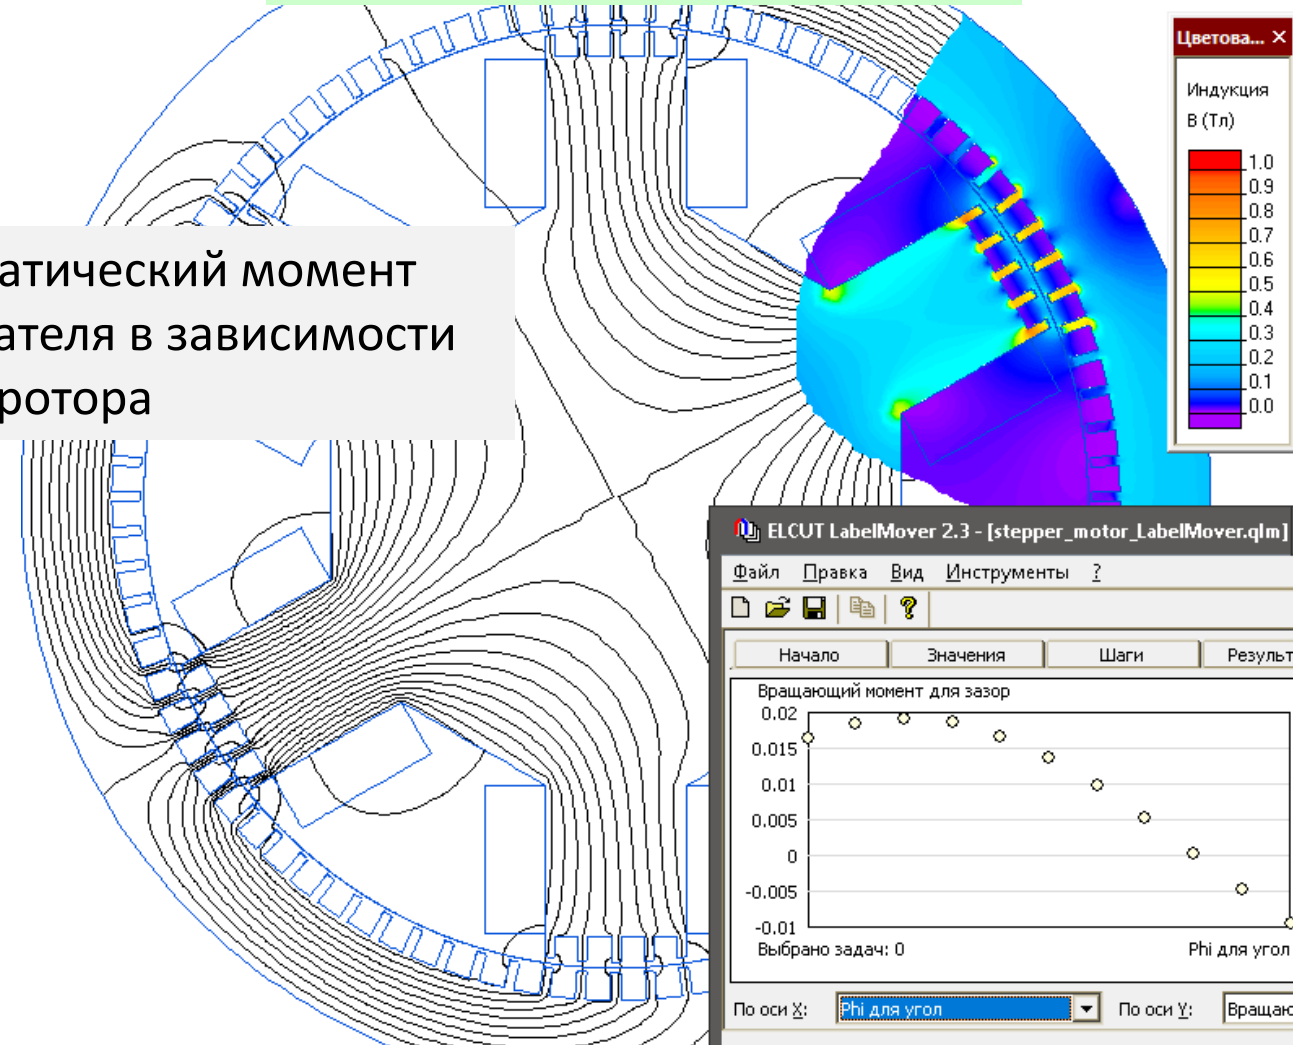 Цветова...
Индукция
B (Тл)
1.0
0.9
0.8
0.7
0.6
0.5
0.4
0.3
0.2
0.1
0.0
атический момент
ателя в зависимости
ротора
ELCUT LabelMover 2.3 - [stepper_motor_LabelMover.qlm]
Файл Правка Вид Инструменты ?
Начало Значения Шаги Результ
Вращающий момент для зазор
0.02
0.015
0.01
0.005
0
-0.005
-0.01
Выбрано задач: 0 Phi для угол
По оси X: Phi для угол По оси Y: Вращаю